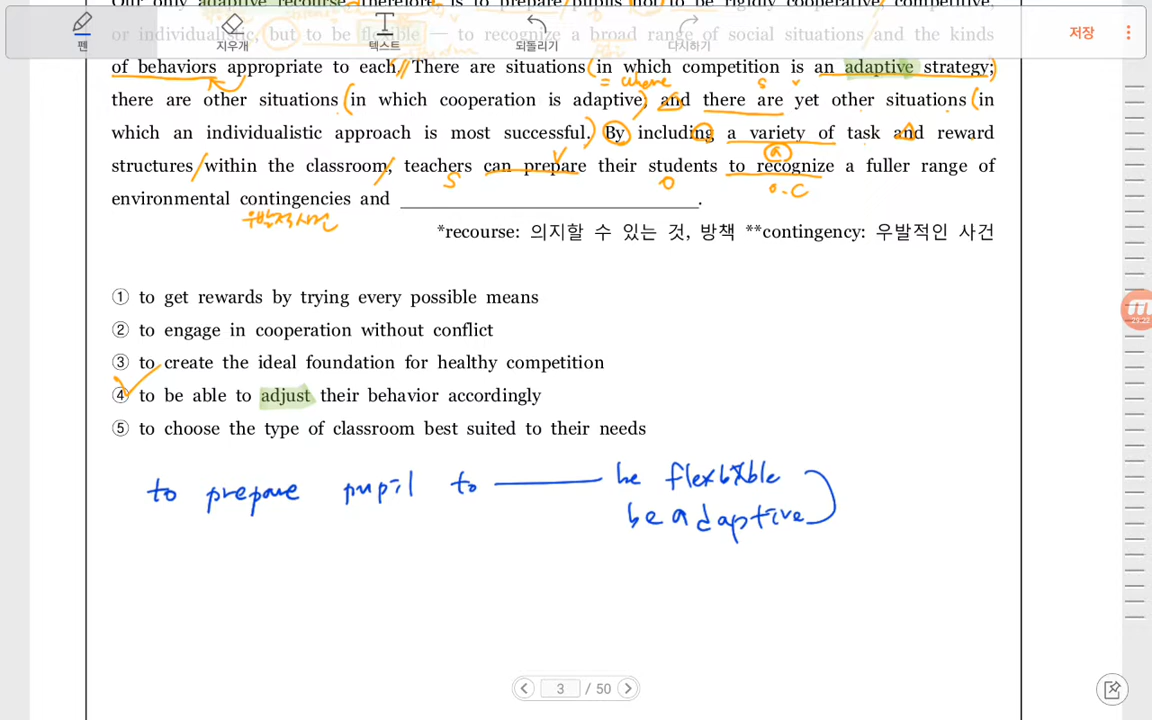 Our only adaptive recourse, therefore, is to prepare pupils not to be rigidly cooperative, competitive,
펜
지우개
텍스트
되돌리기
다시하기
저장
or individualistic, but to be flexible — to recognize a broad range of social situations and the kinds
of behaviors appropriate to each. There are situations in which competition is an adaptive strategy;
= where s v
there are other situations in which cooperation is adaptive, and there are yet other situations in
which an individualistic approach is most successful. By including a variety of task and reward
structures within the classroom, teachers can prepare their students to recognize a fuller range of
S V O O.C
environmental contingencies and ______________________________.
우발적 사건
*recourse: 의지할 수 있는 것, 방책 **contingency: 우발적인 사건
① to get rewards by trying every possible means
② to engage in cooperation without conflict
③ to create the ideal foundation for healthy competition
④ to be able to adjust their behavior accordingly
⑤ to choose the type of classroom best suited to their needs
to prepare pupil to be flexible
be adaptive
3 / 50